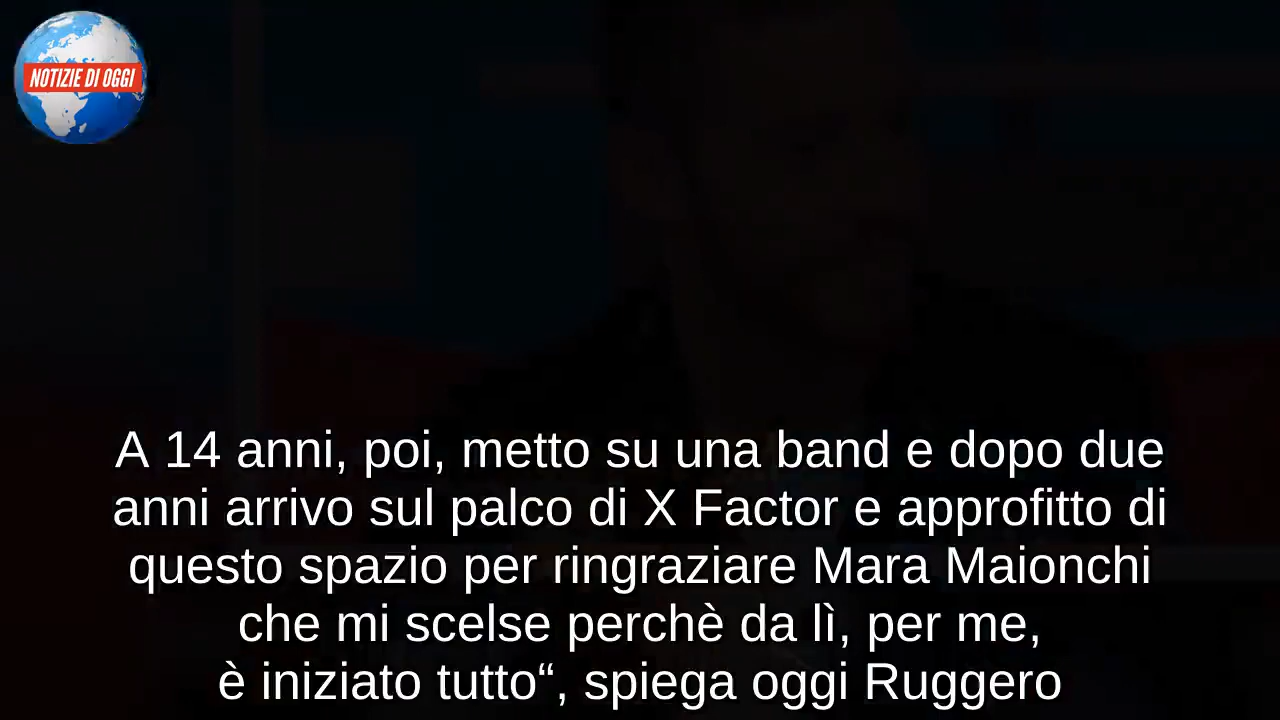 NOTIZIE DI OGGI
A 14 anni, poi, metto su una band e dopo due
anni arrivo sul palco di X Factor e approfitto di
questo spazio per ringraziare Mara Maionchi
che mi scelse perchè da lì, per me,
è iniziato tutto“, spiega oggi Ruggero